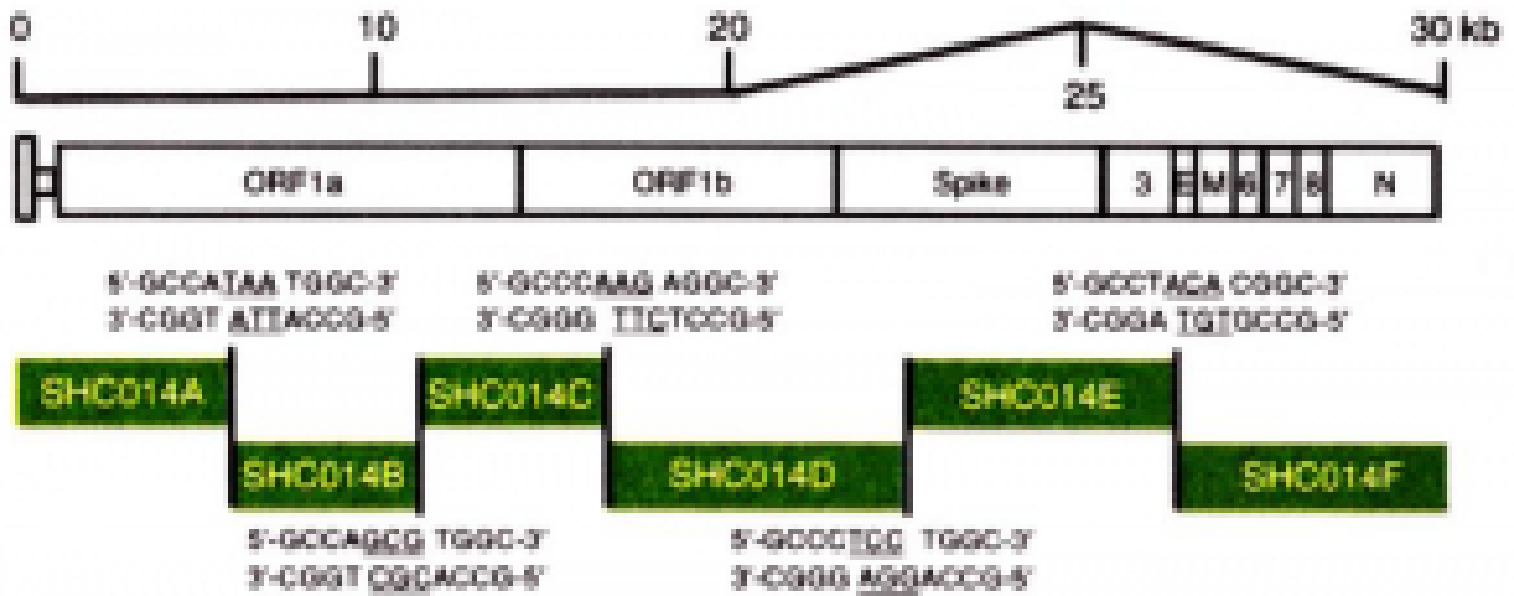 0 10 20 30 kb
25
ORF1a ORF1b Spike 3 E M 6 7 8 N
5'-GCCATAA TGGC-3' 5'-GCCCAAG AGGC-3' 5'-GCCTACA CGGC-3'
3'-CGGT ATTACCG-5' 3'-CGGG TTCTCCG-5' 3'-CGGA TGTGCCG-5'
SHC014A SHC014C SHC014E
SHC014B SHC014D SHC014F
5'-GCCAGCG TGGC-3' 5'-GCCCTCC TGGC-3'
3'-CGGT CGCACCG-5' 3'-CGGG AGGACCG-5'